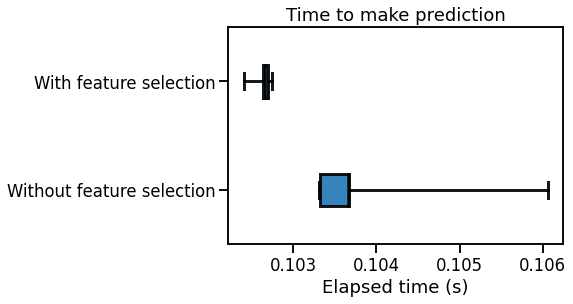 Time to make prediction
With feature selection
Without feature selection
0.103 0.104 0.105 0.106
Elapsed time (s)